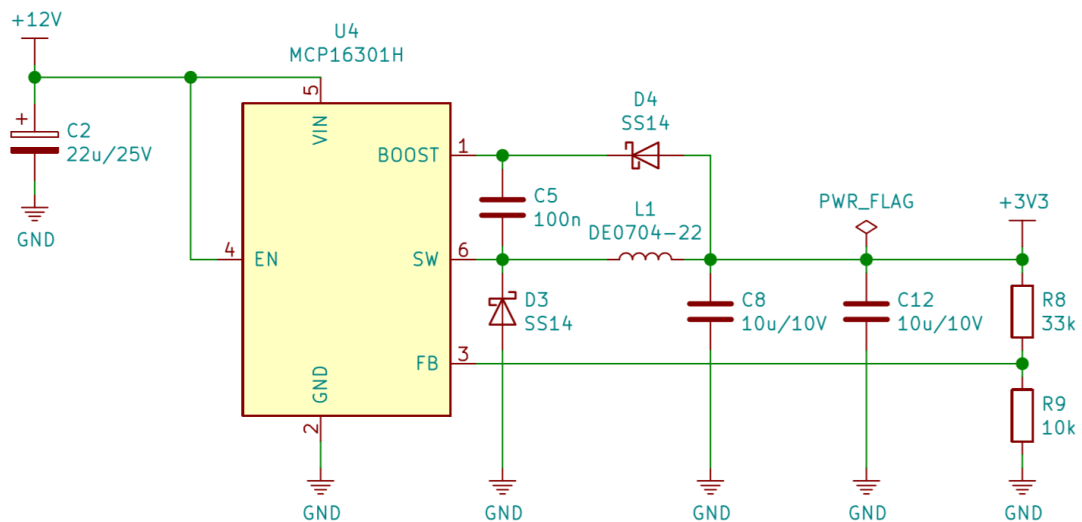 +12V
U4
MCP16301H
+
C2
22u/25V
GND
5
VIN
BOOST
1
D4
SS14
C5
100n
L1
DE0704-22
PWR_FLAG
+3V3
4
EN
SW
6
D3
SS14
C8
10u/10V
C12
10u/10V
R8
33k
FB
3
GND
2
R9
10k
GND
GND
GND
GND
GND